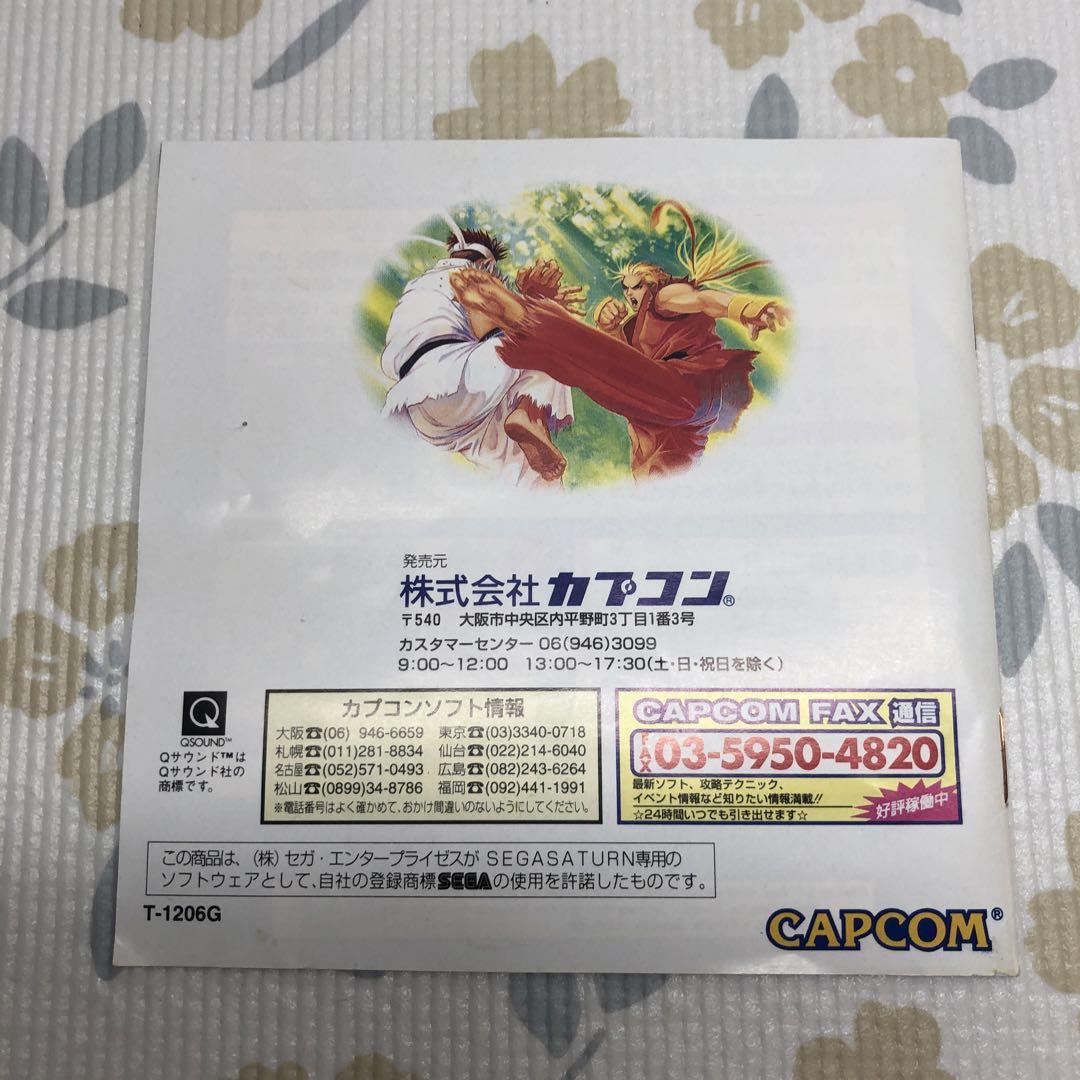 発売元
株式会社カプコン®
〒540 大阪市中央区内平野町3丁目1番3号
カスタマーセンター 06(946)3099
9:00〜12:00 13:00〜17:30(土・日・祝日を除く)
Q
QSOUND™
Qサウンド™は
Qサウンド社の
商標です。
カプコンソフト情報
大阪☎(06) 946-6659 東京☎(03)3340-0718
札幌☎(011)281-8834 仙台☎(022)214-6040
名古屋☎(052)571-0493 広島☎(082)243-6264
松山☎(0899)34-8786 福岡☎(092)441-1991
※電話番号はよく確かめて、おかけ間違いのないようにしてください。
CAPCOM FAX 通信
FAX 03-5950-4820
最新ソフト、攻略テクニック、
イベント情報など知りたい情報満載!!
☆24時間いつでも引き出せます☆
好評稼働中
この商品は、(株)セガ・エンタープライゼスがSEGASATURN専用の
ソフトウェアとして、自社の登録商標SEGAの使用を許諾したものです。
T-1206G
CAPCOM®